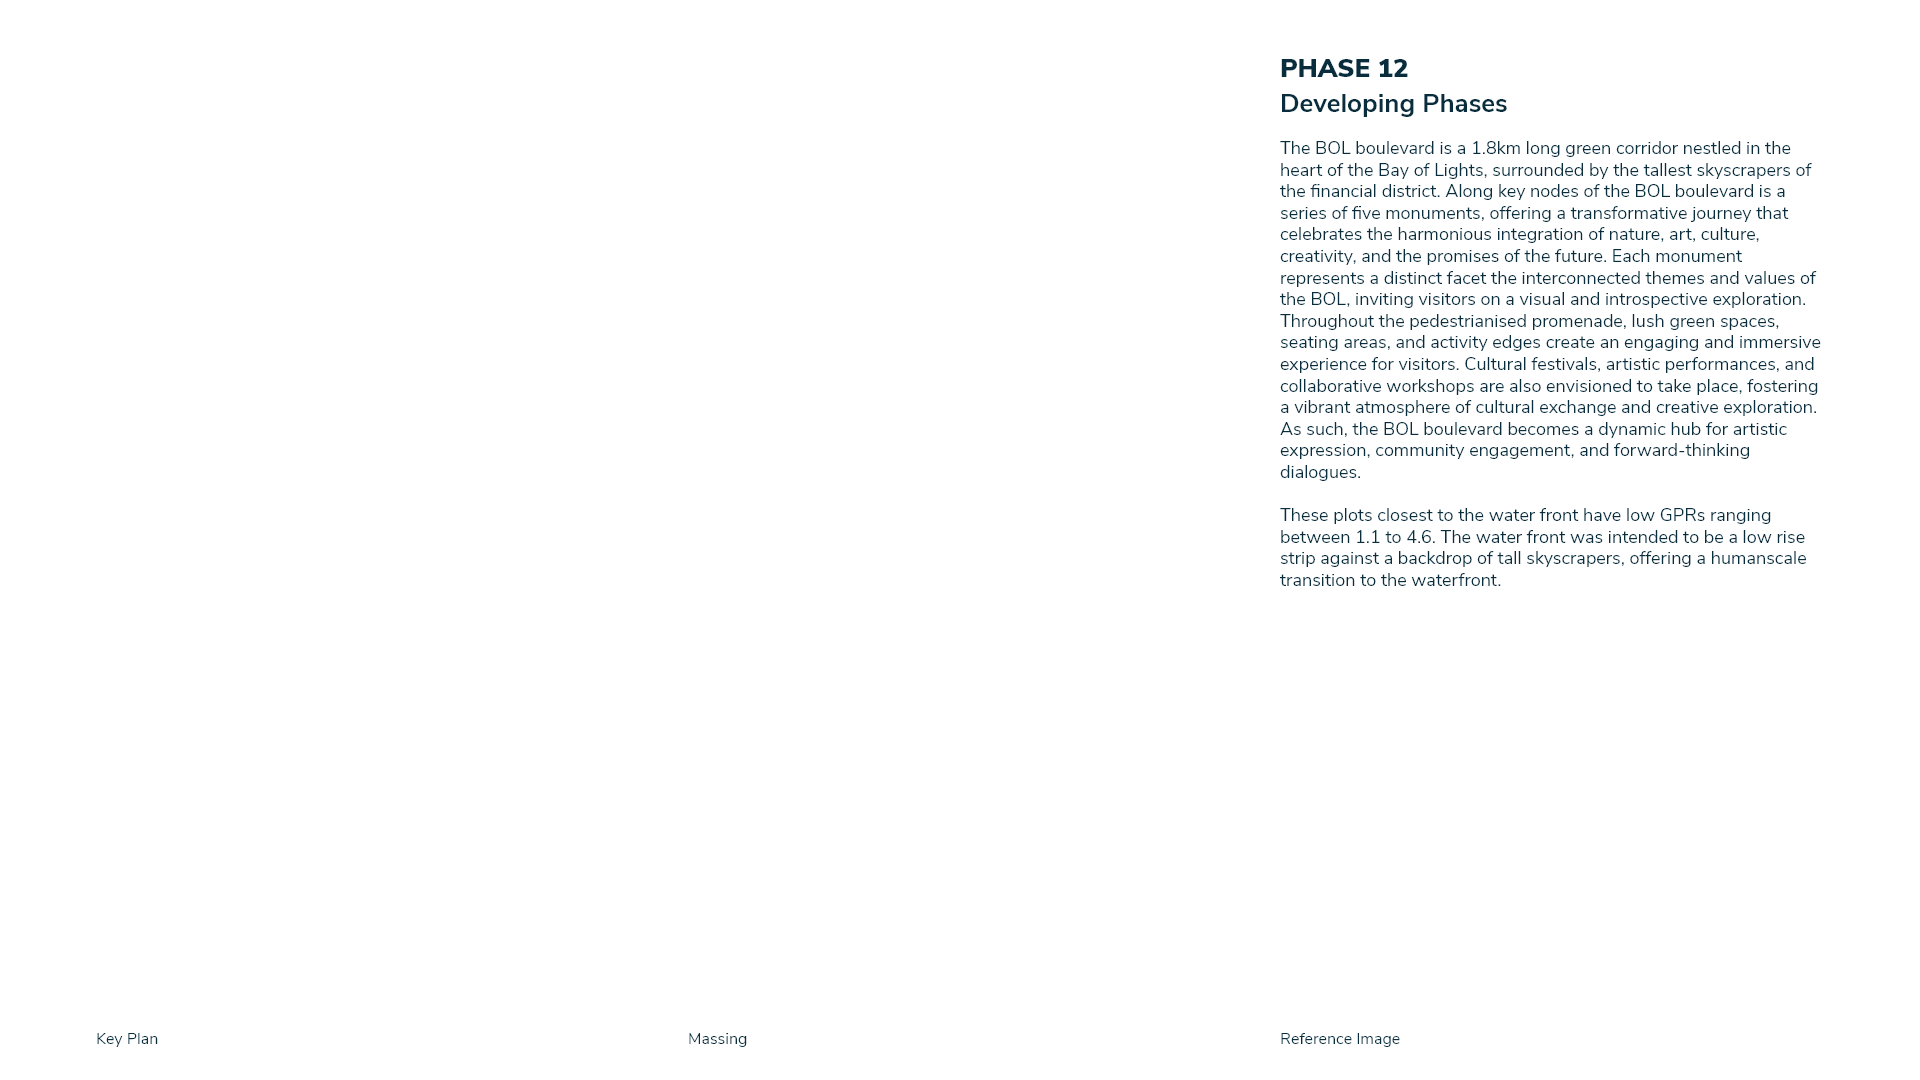 PHASE 12
Developing Phases
The BOL boulevard is a 1.8km long green corridor nestled in the
heart of the Bay of Lights, surrounded by the tallest skyscrapers of
the financial district. Along key nodes of the BOL boulevard is a
series of five monuments, offering a transformative journey that
celebrates the harmonious integration of nature, art, culture,
creativity, and the promises of the future. Each monument
represents a distinct facet the interconnected themes and values of
the BOL, inviting visitors on a visual and introspective exploration.
Throughout the pedestrianised promenade, lush green spaces,
seating areas, and activity edges create an engaging and immersive
experience for visitors. Cultural festivals, artistic performances, and
collaborative workshops are also envisioned to take place, fostering
a vibrant atmosphere of cultural exchange and creative exploration.
As such, the BOL boulevard becomes a dynamic hub for artistic
expression, community engagement, and forward-thinking
dialogues.
These plots closest to the water front have low GPRs ranging
between 1.1 to 4.6. The water front was intended to be a low rise
strip against a backdrop of tall skyscrapers, offering a humanscale
transition to the waterfront.
Key Plan
Massing
Reference Image